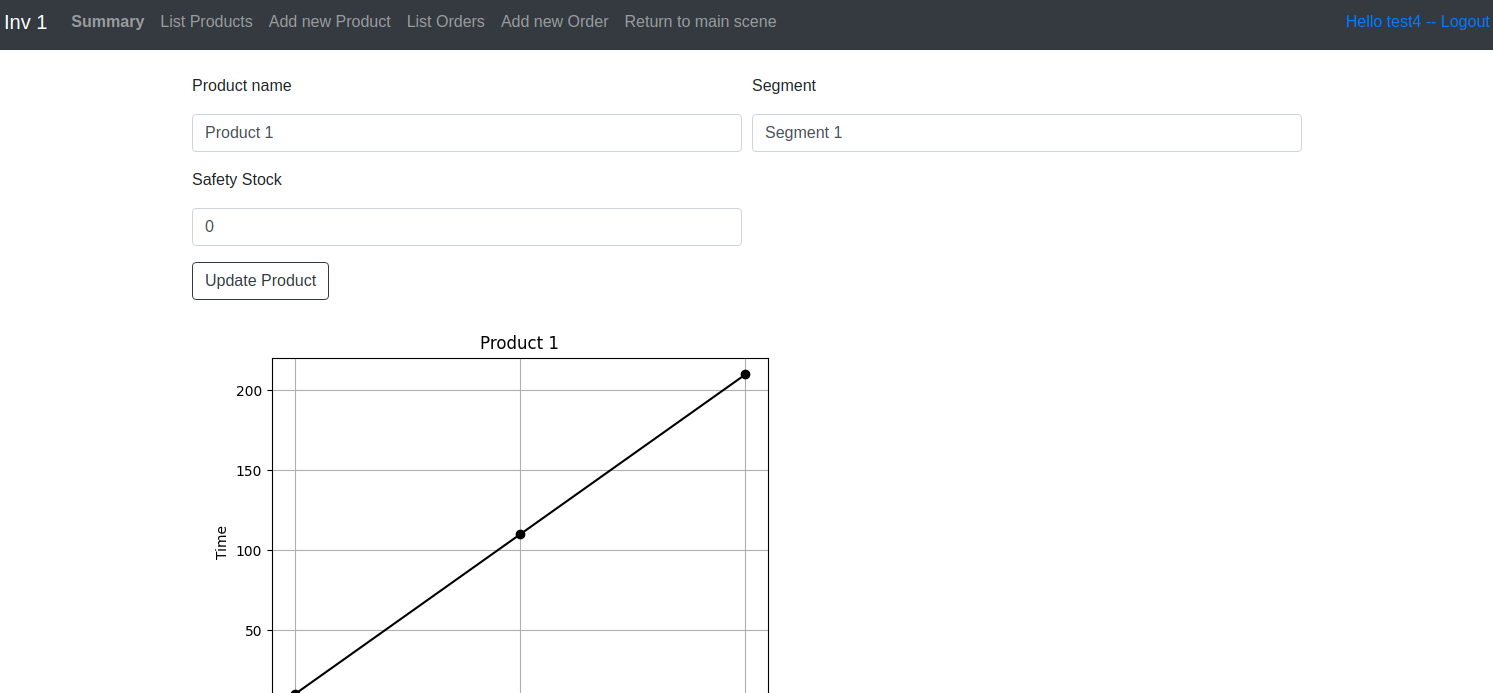 Inv 1 Summary List Products Add new Product List Orders Add new Order Return to main scene Hello test4 -- Logout
Product name Segment
Product 1 Segment 1
Safety Stock
0
Update Product
Product 1
200
150
Time
100
50